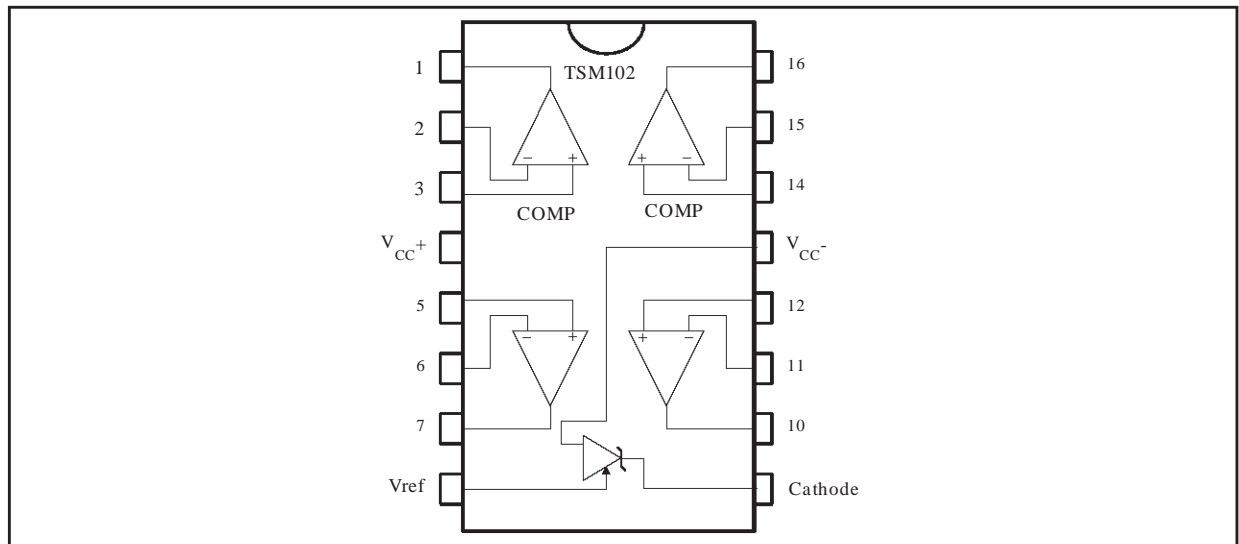 TSM102
1
16
2
15
− +
+ −
3
14
COMP
COMP
VCC+
VCC-
5
12
− +
+ −
6
11
7
10
Vref
Cathode